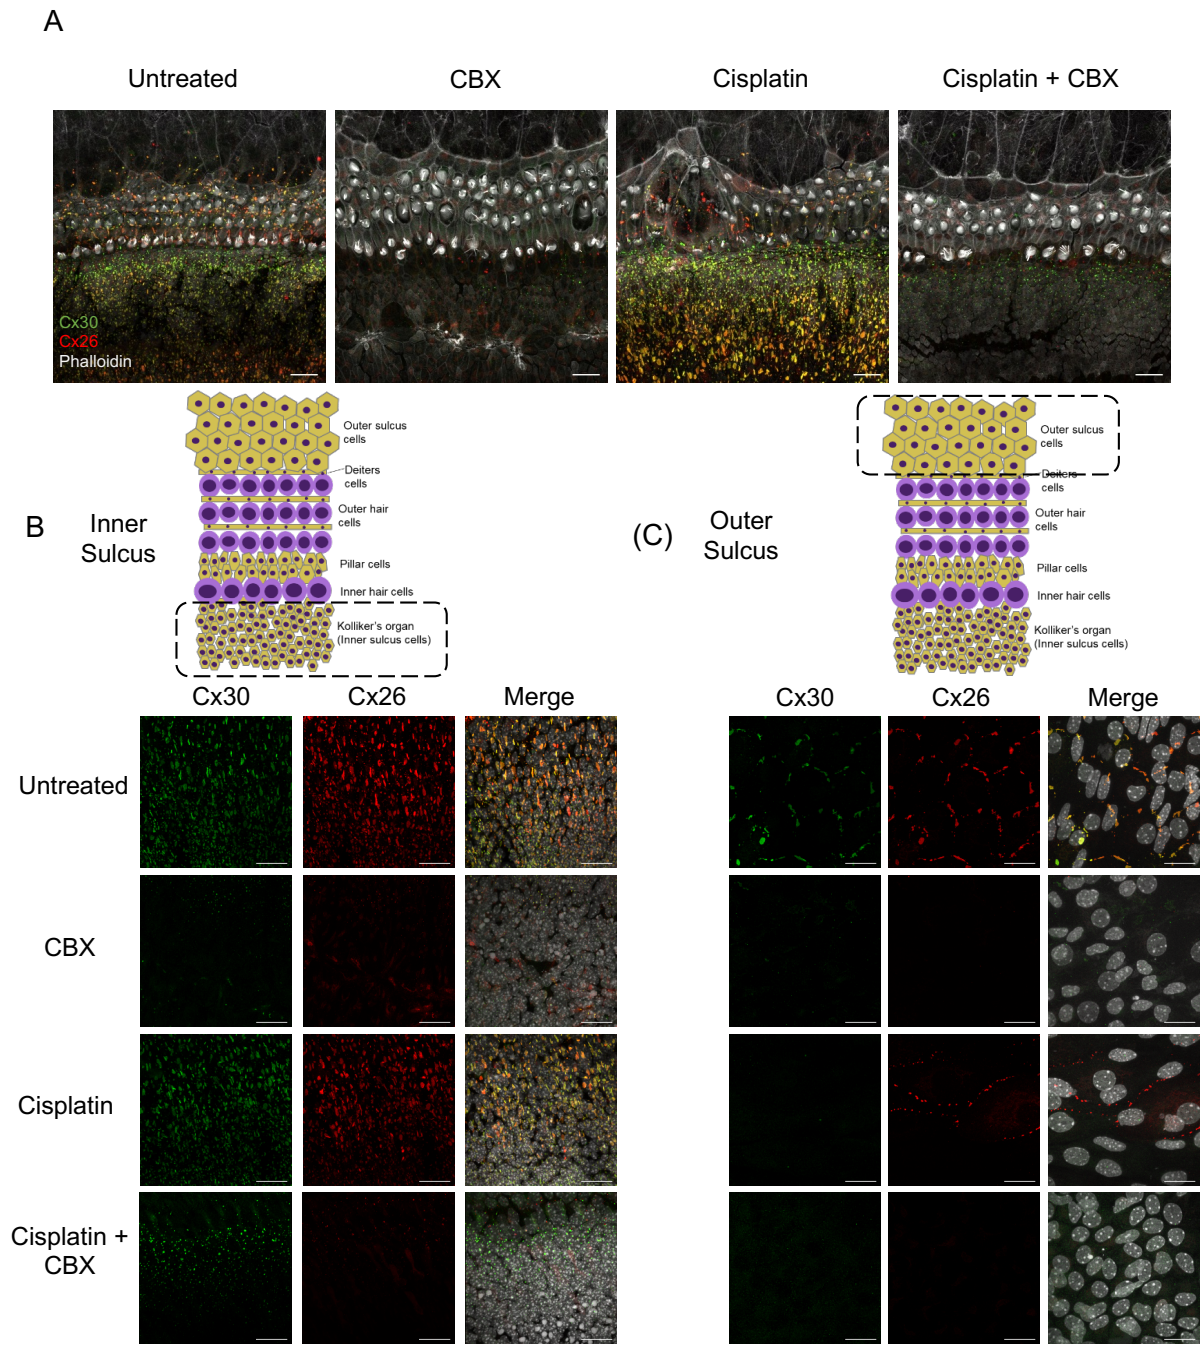 A
Untreated
CBX
Cisplatin
Cisplatin + CBX
Cx30
Cx26
Phalloidin
B
Inner
Sulcus
Outer sulcus
cells
Deiters
cells
Outer hair
cells
Pillar cells
Inner hair cells
Kolliker's organ
(Inner sulcus cells)
(C)
Outer
Sulcus
Outer sulcus
cells
Deiters
cells
Outer hair
cells
Pillar cells
Inner hair cells
Kolliker's organ
(Inner sulcus cells)
Cx30
Cx26
Merge
Cx30
Cx26
Merge
Untreated
CBX
Cisplatin
Cisplatin +
CBX